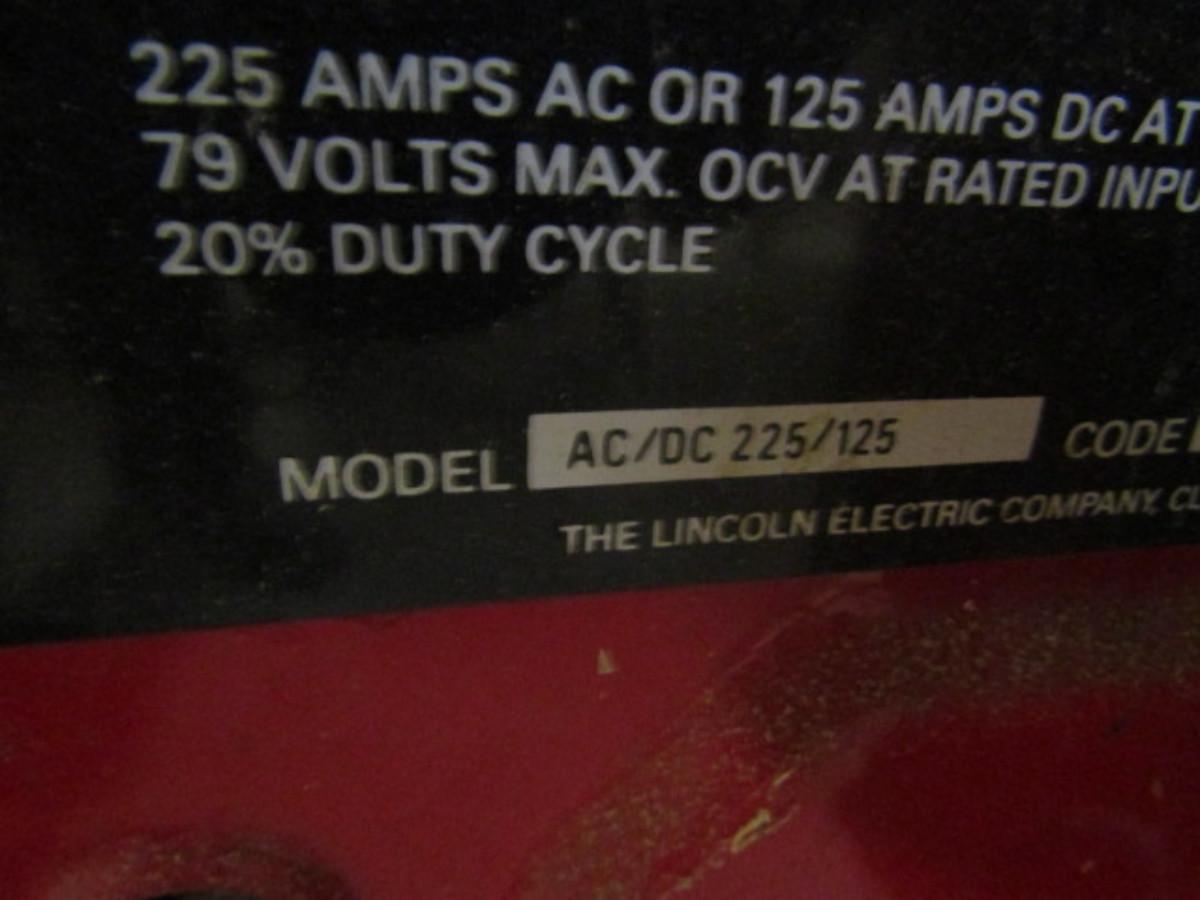 225 AMPS AC OR 125 AMPS DC AT
79 VOLTS MAX. OCV AT RATED INPU
20% DUTY CYCLE
MODEL AC/DC 225/125 CODE
THE LINCOLN ELECTRIC COMPANY, CL